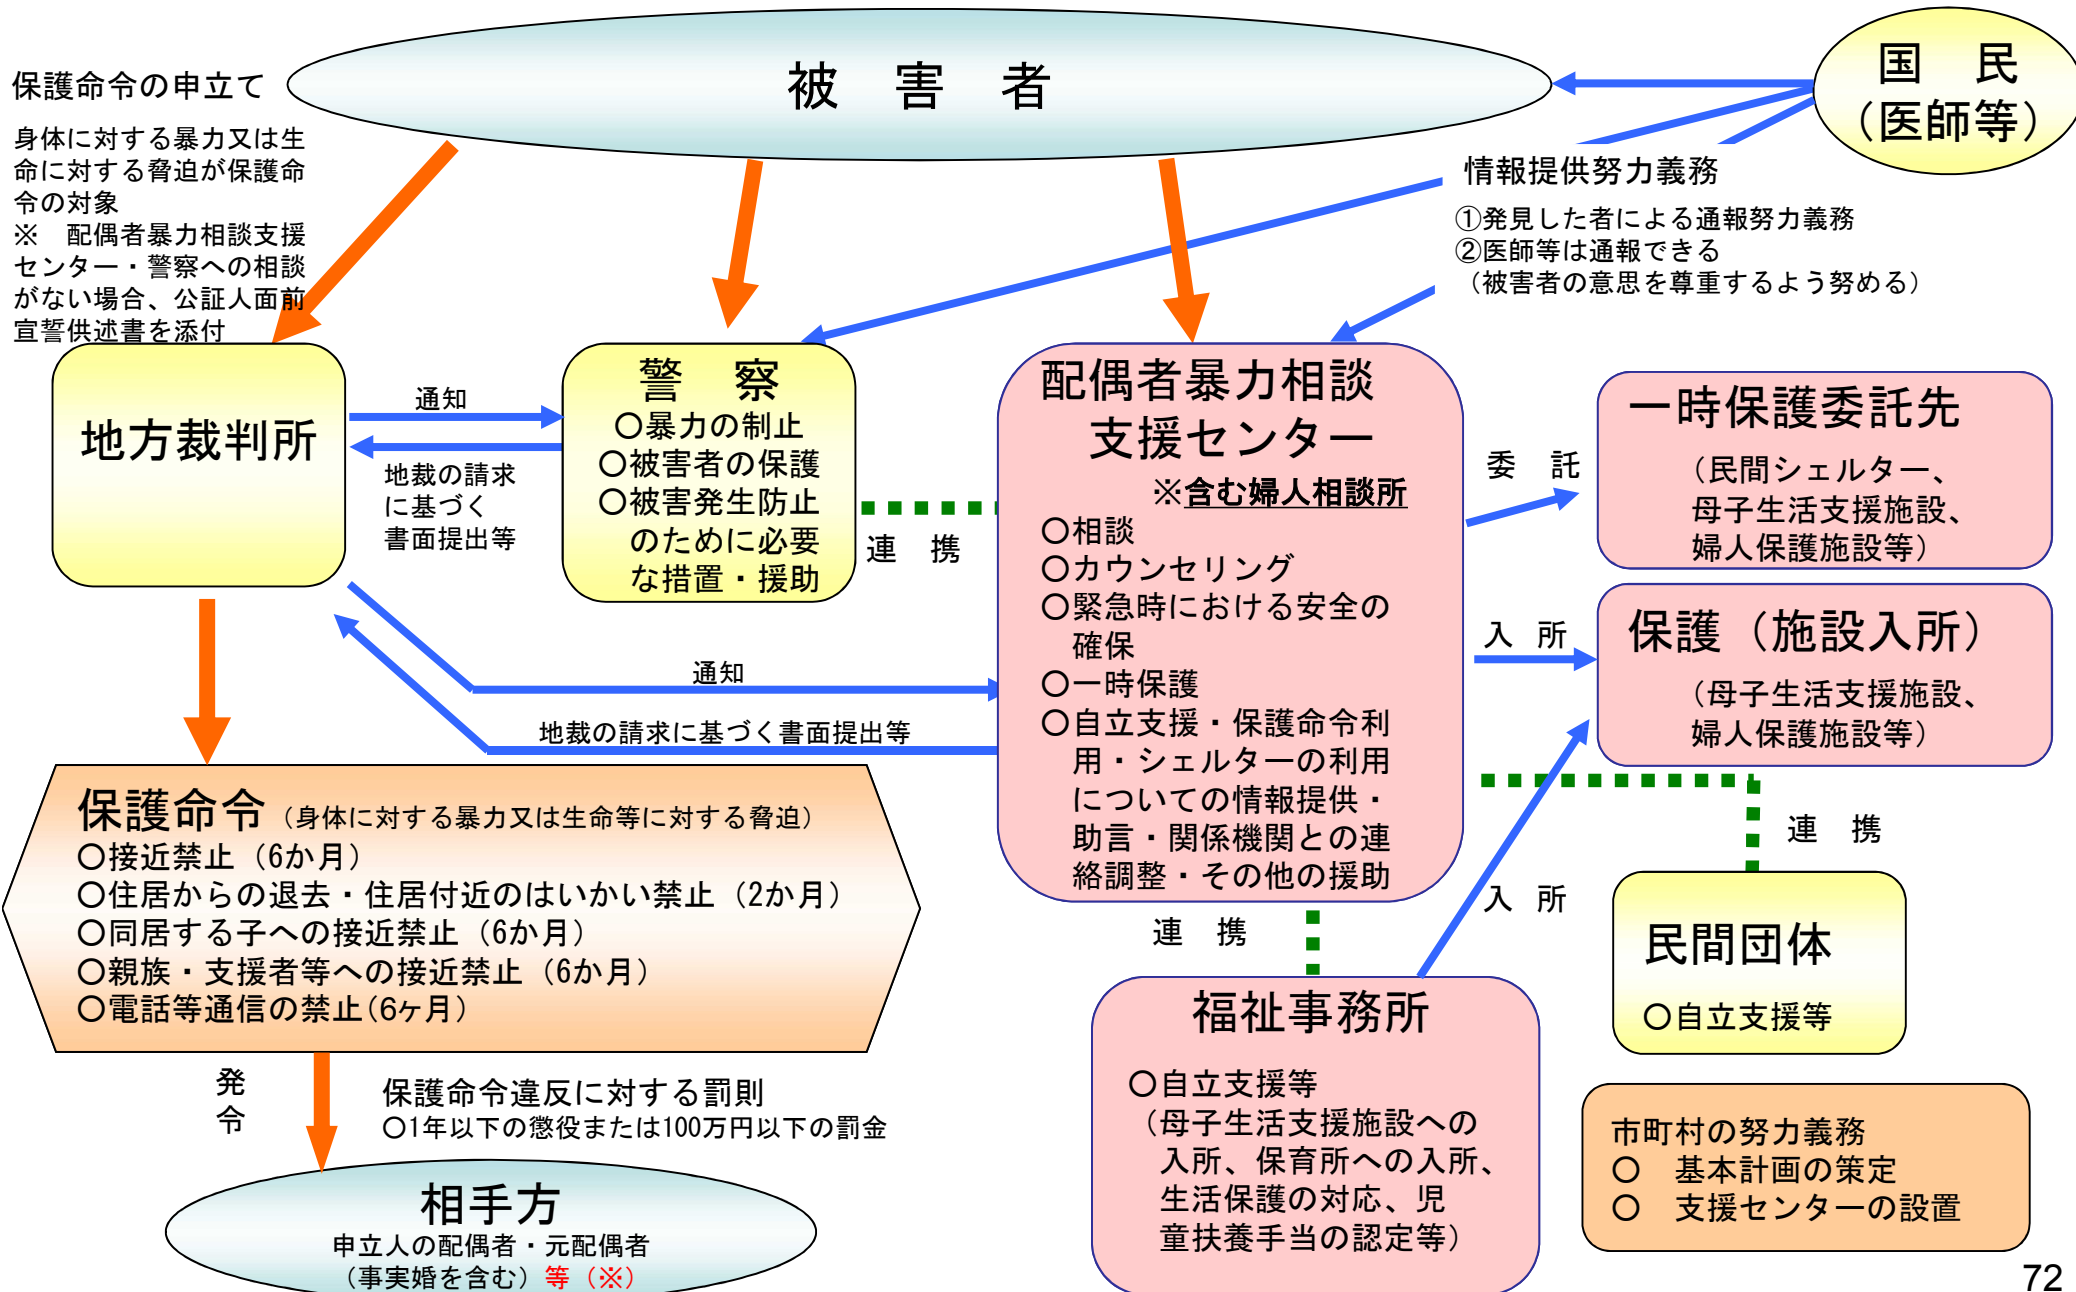 被　害　者
国　民
（医師等）
保護命令の申立て
身体に対する暴力又は生
命に対する脅迫が保護命
令の対象
※　配偶者暴力相談支援
センター・警察への相談
がない場合、公証人面前
宣誓供述書を添付
情報提供努力義務
①発見した者による通報努力義務
②医師等は通報できる
（被害者の意思を尊重するよう努める）
地方裁判所
通知
地裁の請求
に基づく
書面提出等
警　察
○暴力の制止
○被害者の保護
○被害発生防止
のために必要
な措置・援助
連　携
配偶者暴力相談
支援センター
※含む婦人相談所
○相談
○カウンセリング
○緊急時における安全の
確保
○一時保護
○自立支援・保護命令利
用・シェルターの利用
についての情報提供・
助言・関係機関との連
絡調整・その他の援助
委　託
一時保護委託先
（民間シェルター、
母子生活支援施設、
婦人保護施設等）
入　所
保護（施設入所）
（母子生活支援施設、
婦人保護施設等）
通知
地裁の請求に基づく書面提出等
保護命令（身体に対する暴力又は生命等に対する脅迫）
○接近禁止（6か月）
○住居からの退去・住居付近のはいかい禁止（2か月）
○同居する子への接近禁止（6か月）
○親族・支援者等への接近禁止（6か月）
○電話等通信の禁止(6ヶ月)
連　携
入　所
連　携
民間団体
○自立支援等
福祉事務所
○自立支援等
（母子生活支援施設への
入所、保育所への入所、
生活保護の対応、児
童扶養手当の認定等）
発
令
保護命令違反に対する罰則
○1年以下の懲役または100万円以下の罰金
相手方
申立人の配偶者・元配偶者
（事実婚を含む）等（※）
市町村の努力義務
○　基本計画の策定
○　支援センターの設置
72